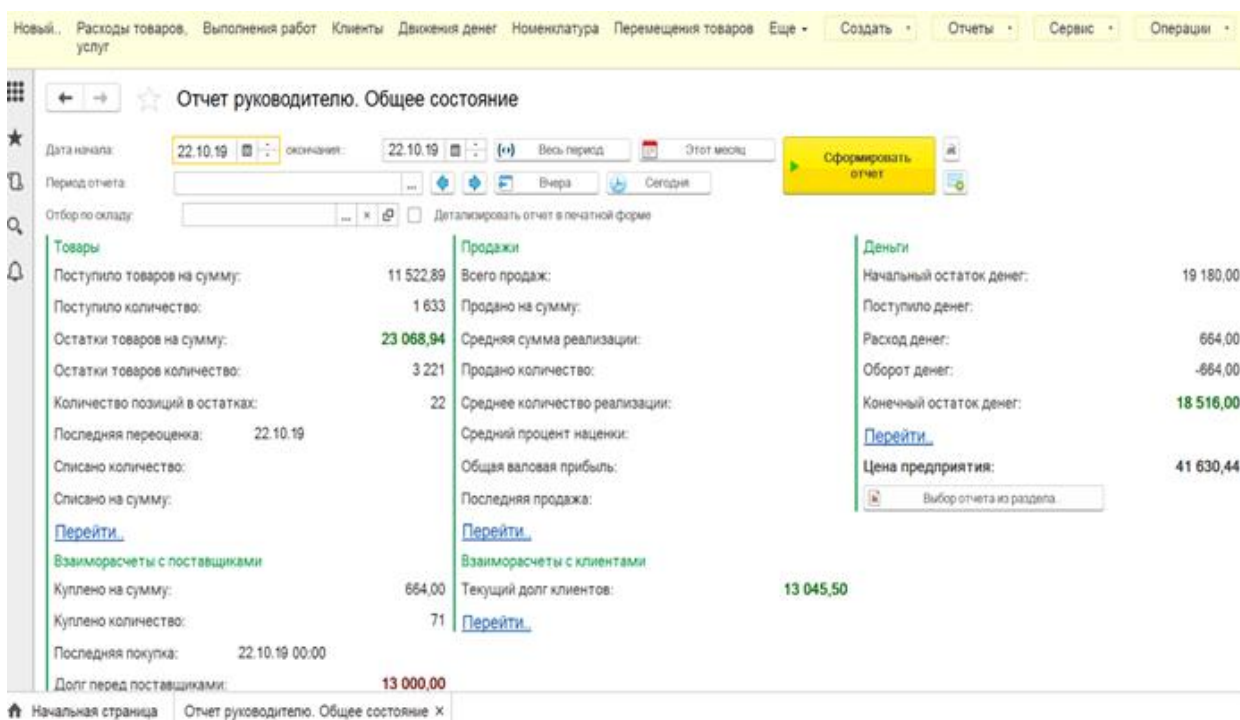 Новый.. Расходы товаров, услуг Выполнения работ Клиенты Движения денег Номенклатура Перемещения товаров Еще Создать Отчеты Сервис Операции
Отчет руководителю. Общее состояние
Дата начала: 22.10.19 окончания: 22.10.19 Весь период Этот месяц Сформировать отчет
Период отчета: ... Вчера Сегодня
Отбор по складу: ... × Детализировать отчет в печатной форме
Товары
Поступило товаров на сумму: 11 522,89
Поступило количество: 1 633
Остатки товаров на сумму: 23 068,94
Остатки товаров количество: 3 221
Количество позиций в остатках: 22
Последняя переоценка: 22.10.19
Списано количество:
Списано на сумму:
Перейти..
Взаиморасчеты с поставщиками
Куплено на сумму: 664,00
Куплено количество: 71
Последняя покупка: 22.10.19 00:00
Долг перед поставщиками: 13 000,00
Продажи
Всего продаж:
Продано на сумму:
Средняя сумма реализации:
Продано количество:
Среднее количество реализации:
Средний процент наценки:
Общая валовая прибыль:
Последняя продажа:
Перейти..
Взаиморасчеты с клиентами
Текущий долг клиентов: 13 045,50
Перейти..
Деньги
Начальный остаток денег: 19 180,00
Поступило денег:
Расход денег: 664,00
Оборот денег: -664,00
Конечный остаток денег: 18 516,00
Перейти..
Цена предприятия: 41 630,44
Выбор отчета из раздела..
Начальная страница Отчет руководителю. Общее состояние ×